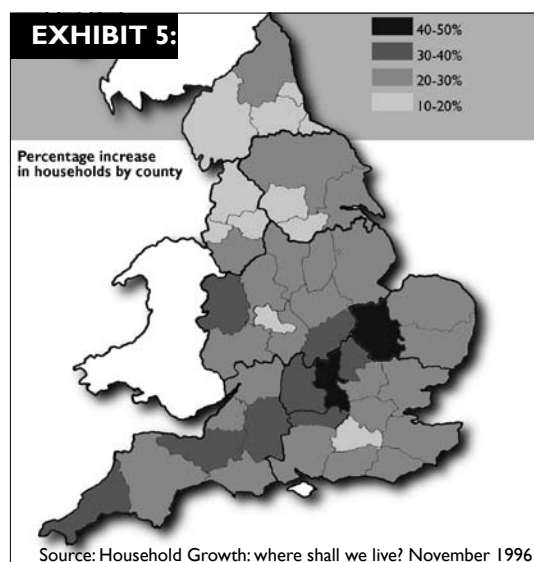 EXHIBIT 5:
40-50%
30-40%
20-30%
10-20%
Percentage increase
in households by county
Source: Household Growth: where shall we live? November 1996